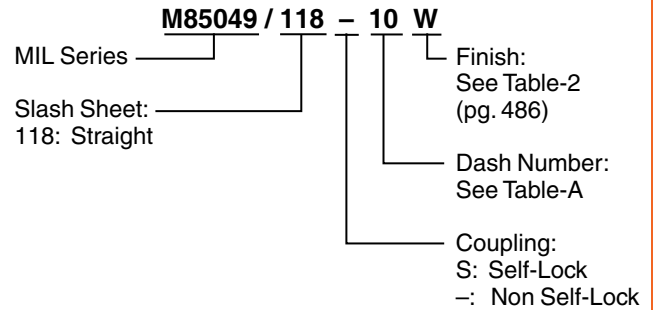 M85049 / 118 – 10 W
MIL Series
Slash Sheet:
118: Straight
Finish:
See Table-2
(pg. 486)
Dash Number:
See Table-A
Coupling:
S: Self-Lock
–: Non Self-Lock